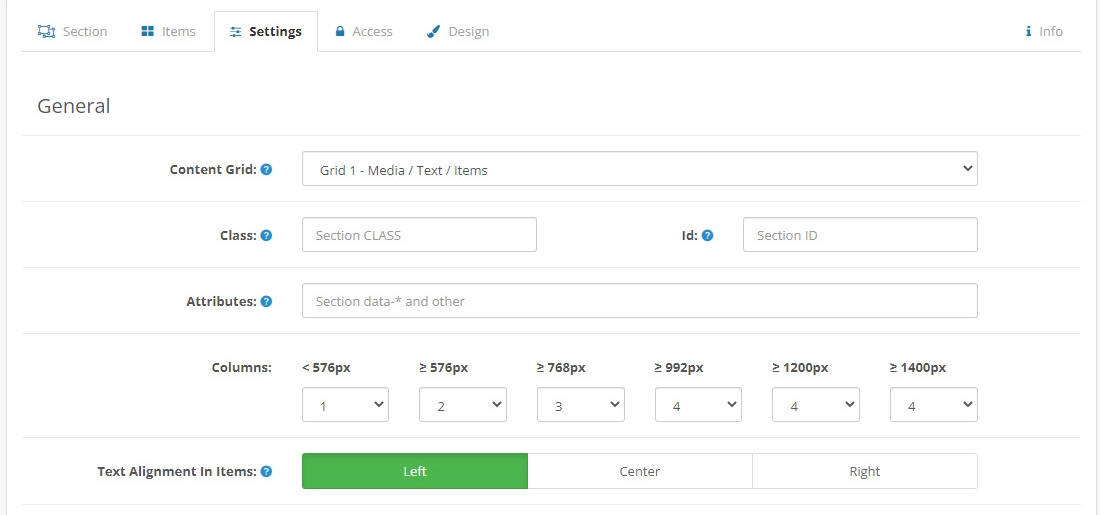 Section Items Settings Access Design Info
General
Content Grid: Grid 1 - Media / Text / Items
Class: Section CLASS Id: Section ID
Attributes: Section data-* and other
Columns: < 576px ≥ 576px ≥ 768px ≥ 992px ≥ 1200px ≥ 1400px
1 2 3 4 4 4
Text Alignment In Items: Left Center Right